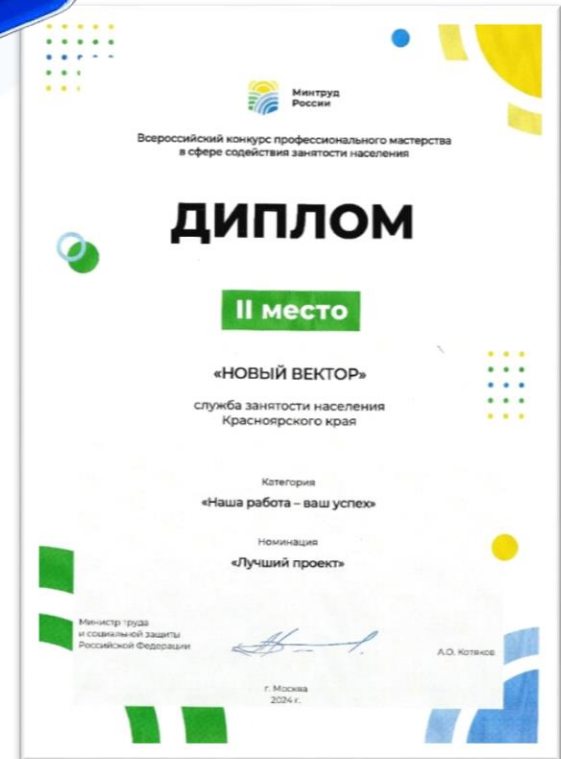 Минтруд
России
Всероссийский конкурс профессионального мастерства
в сфере содействия занятости населения
ДИПЛОМ
II место
«НОВЫЙ ВЕКТОР»
служба занятости населения
Красноярского края
Категория
«Наша работа – ваш успех»
Номинация
«Лучший проект»
Министр труда
и социальной защиты
Российской Федерации
А.О. Котяков
г. Москва
2024 г.